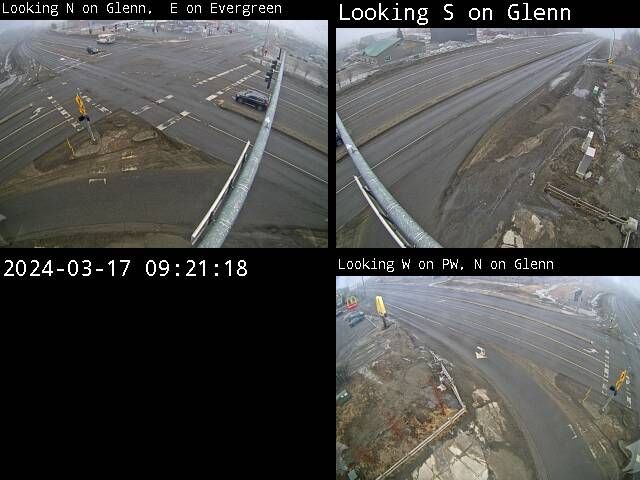 Looking N on Glenn,  E on Evergreen
Looking S on Glenn
2024-03-17 09:21:18
Looking W on PW, N on Glenn